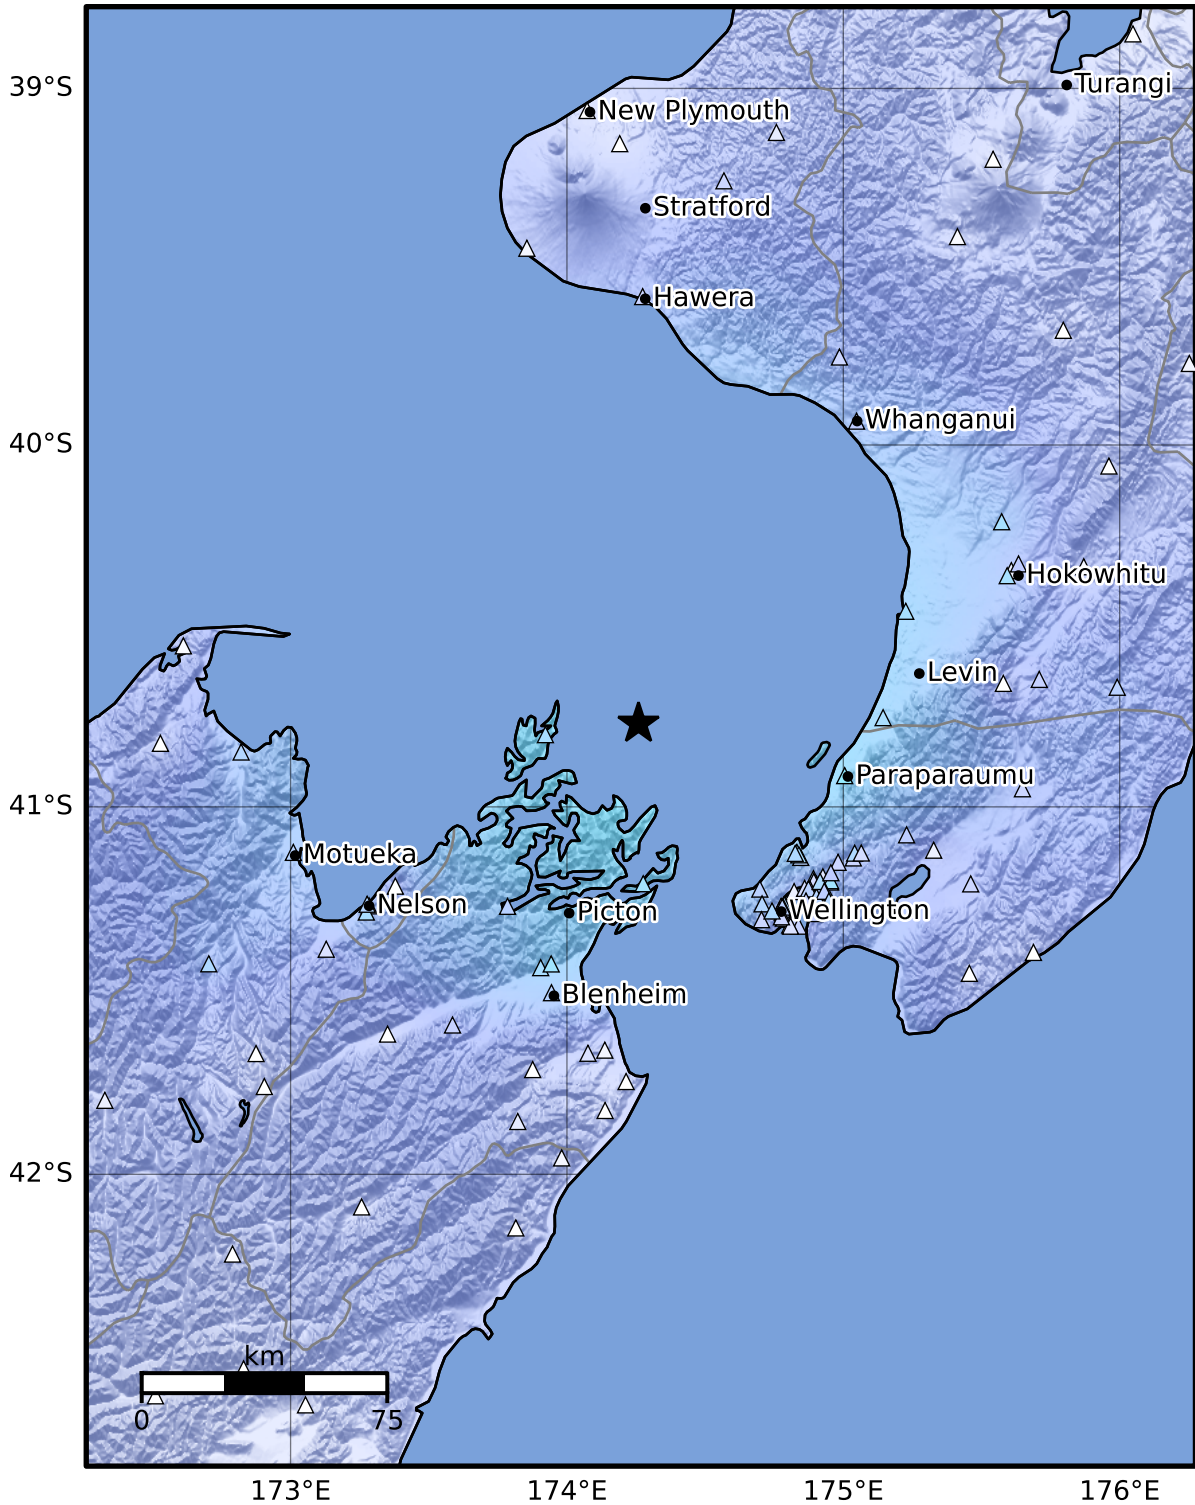 39°S
Turangi
New Plymouth
Stratford
Hawera
Whanganui
40°S
Hokowhitu
Levin
Paraparaumu
41°S
Motueka
Nelson
Picton
Wellington
Blenheim
42°S
km
0
75
173°E
174°E
175°E
176°E